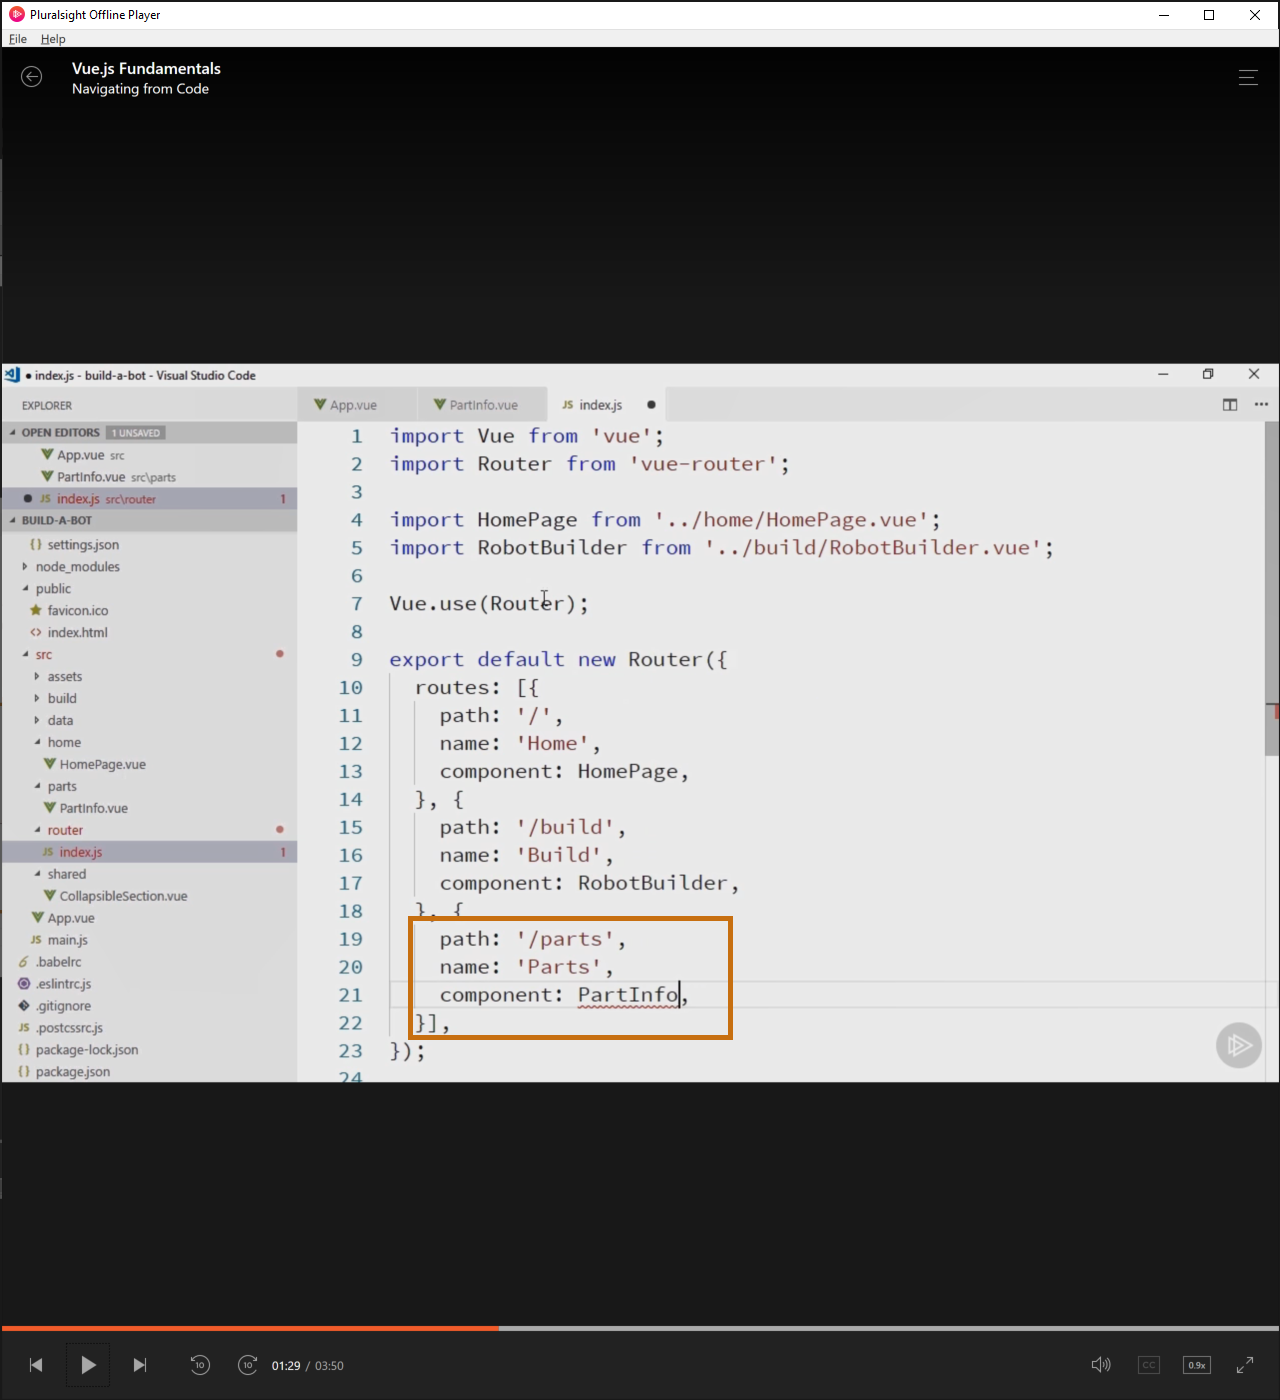 Pluralsight Offline Player
File Help
Vue.js Fundamentals
Navigating from Code
index.js - build-a-bot - Visual Studio Code
EXPLORER
App.vue
PartInfo.vue
JS index.js
OPEN EDITORS 1 UNSAVED
App.vue src
PartInfo.vue src\parts
JS index.js src\router 1
BUILD-A-BOT
{} settings.json
node_modules
public
favicon.ico
<> index.html
src
assets
build
data
home
HomePage.vue
parts
PartInfo.vue
router
JS index.js 1
shared
CollapsibleSection.vue
App.vue
JS main.js
.babelrc
.eslintrc.js
.gitignore
JS .postcssrc.js
{} package-lock.json
{} package.json
1 import Vue from 'vue';
2 import Router from 'vue-router';
3
4 import HomePage from '../home/HomePage.vue';
5 import RobotBuilder from '../build/RobotBuilder.vue';
6
7 Vue.use(Router);
8
9 export default new Router({
10 routes: [{
11 path: '/',
12 name: 'Home',
13 component: HomePage,
14 }, {
15 path: '/build',
16 name: 'Build',
17 component: RobotBuilder,
18 }, {
19 path: '/parts',
20 name: 'Parts',
21 component: PartInfo,
22 }],
23 });
24
10
10
01:29 / 03:50
CC
0.9x